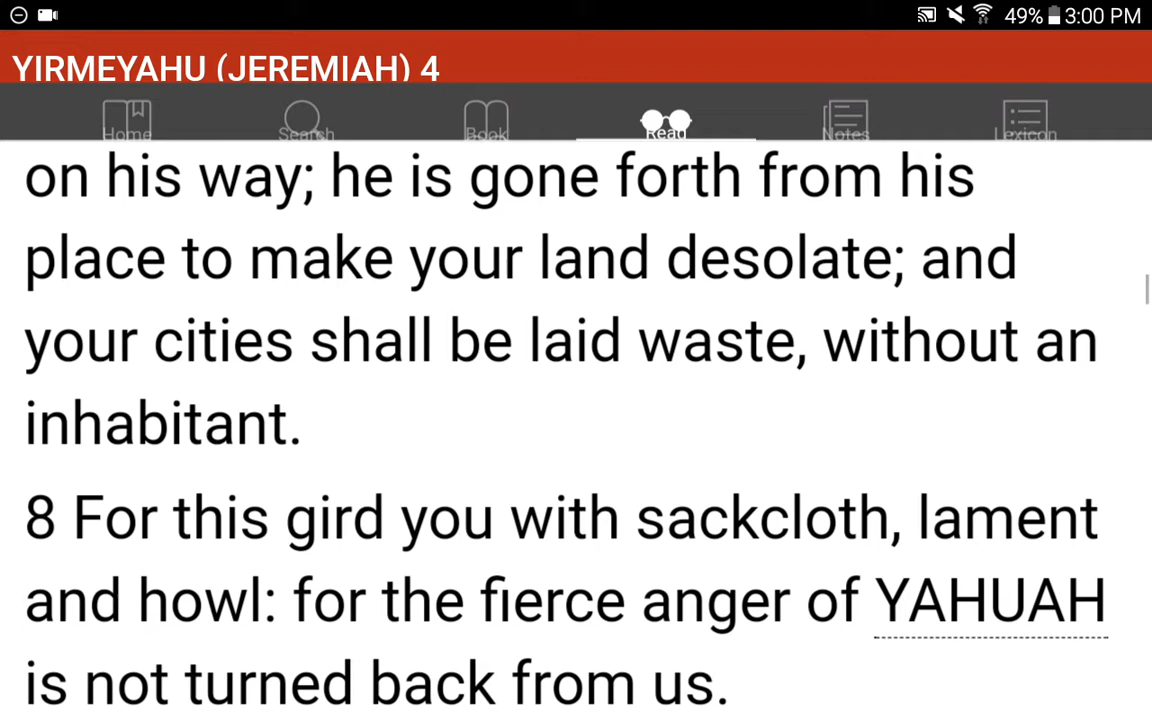 49% 3:00 PM
YIRMEYAHU (JEREMIAH) 4
Home Search Book Read Notes Lexicon
on his way; he is gone forth from his
place to make your land desolate; and
your cities shall be laid waste, without an
inhabitant.
8 For this gird you with sackcloth, lament
and howl: for the fierce anger of YAHUAH
is not turned back from us.